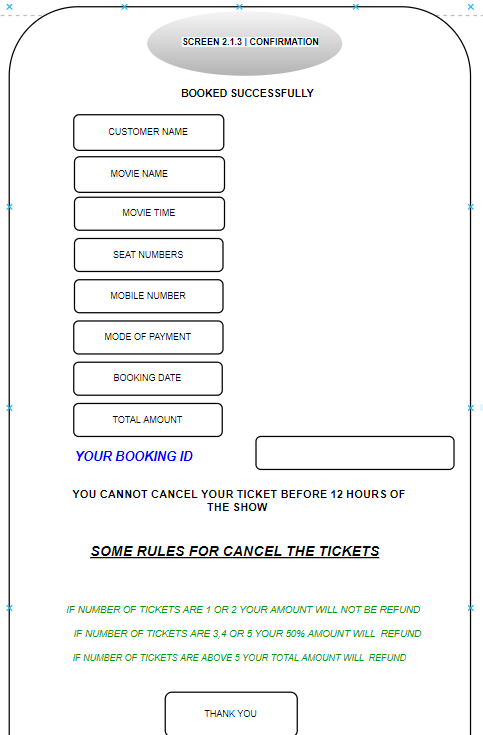 SCREEN 2.1.3 | CONFIRMATION
BOOKED SUCCESSFULLY
CUSTOMER NAME
MOVIE NAME
MOVIE TIME
SEAT NUMBERS
MOBILE NUMBER
MODE OF PAYMENT
BOOKING DATE
TOTAL AMOUNT
YOUR BOOKING ID
YOU CANNOT CANCEL YOUR TICKET BEFORE 12 HOURS OF
THE SHOW
SOME RULES FOR CANCEL THE TICKETS
IF NUMBER OF TICKETS ARE 1 OR 2 YOUR AMOUNT WILL NOT BE REFUND
IF NUMBER OF TICKETS ARE 3,4 OR 5 YOUR 50% AMOUNT WILL REFUND
IF NUMBER OF TICKETS ARE ABOVE 5 YOUR TOTAL AMOUNT WILL REFUND
THANK YOU